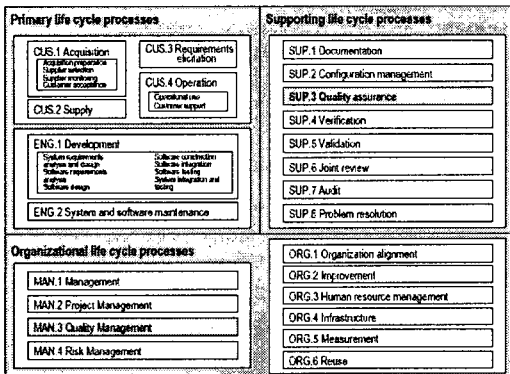 Primary life cycle processes
CUS.1 Acquisition
Acquisition preparation
Supplier selection
Supplier monitoring
Customer acceptance
CUS.2 Supply
CUS.3 Requirements
elicitation
CUS.4 Operation
Operational use
Customer support
ENG.1 Development
System requirements
analysis and design
Software requirements
analysis
Software design
Software construction
Software integration
Software testing
System integration and
testing
ENG.2 System and software maintenance
Supporting life cycle processes
SUP.1 Documentation
SUP.2 Configuration management
SUP.3 Quality assurance
SUP.4 Verification
SUP.5 Validation
SUP.6 Joint review
SUP.7 Audit
SUP.8 Problem resolution
Organizational life cycle processes
MAN.1 Management
MAN.2 Project Management
MAN.3 Quality Management
MAN.4 Risk Management
ORG.1 Organization alignment
ORG.2 Improvement
ORG.3 Human resource management
ORG.4 Infrastructure
ORG.5 Measurement
ORG.6 Reuse